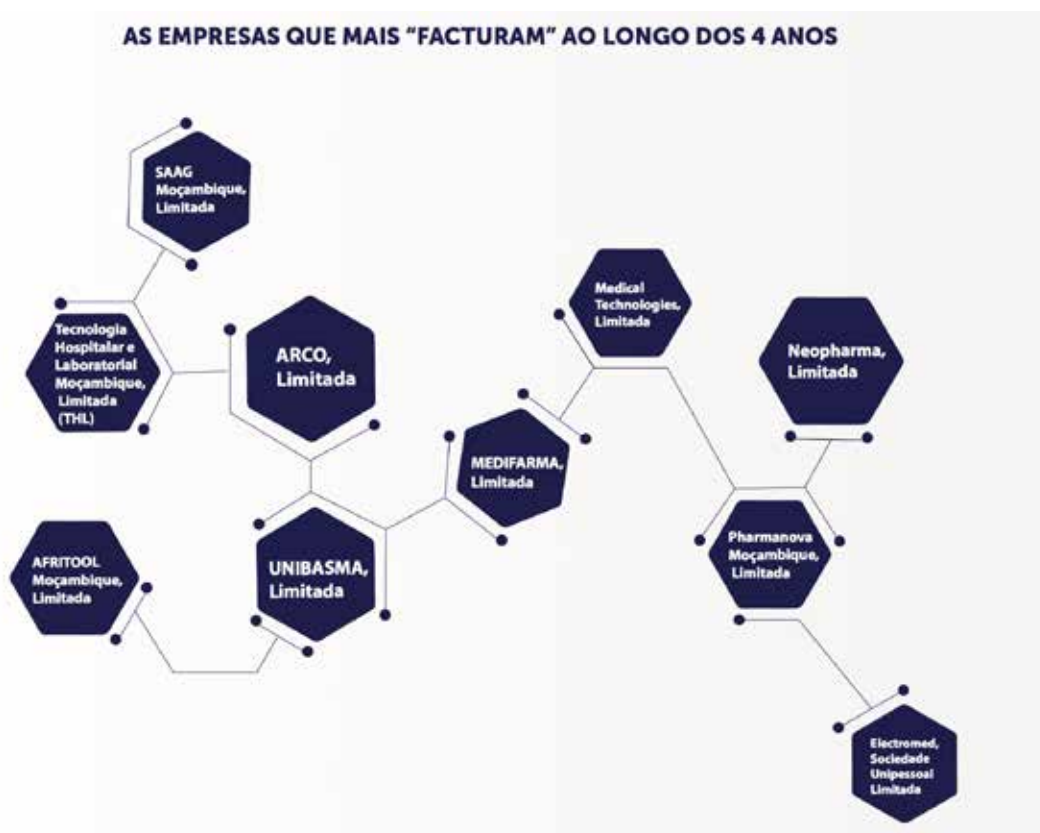 AS EMPRESAS QUE MAIS “FACTURAM” AO LONGO DOS 4 ANOS
SAAG
Moçambique,
Limitada
Tecnologia
Hospitalar e
Laboratorial
Moçambique,
Limitada
(THL)
ARCO,
Limitada
Medical
Technologies,
Limitada
Neopharma,
Limitada
MEDIFARMA,
Limitada
AFRITOOL
Moçambique,
Limitada
UNIBASMA,
Limitada
Pharmanova
Moçambique,
Limitada
Electromed,
Sociedade
Unipessoal
Limitada